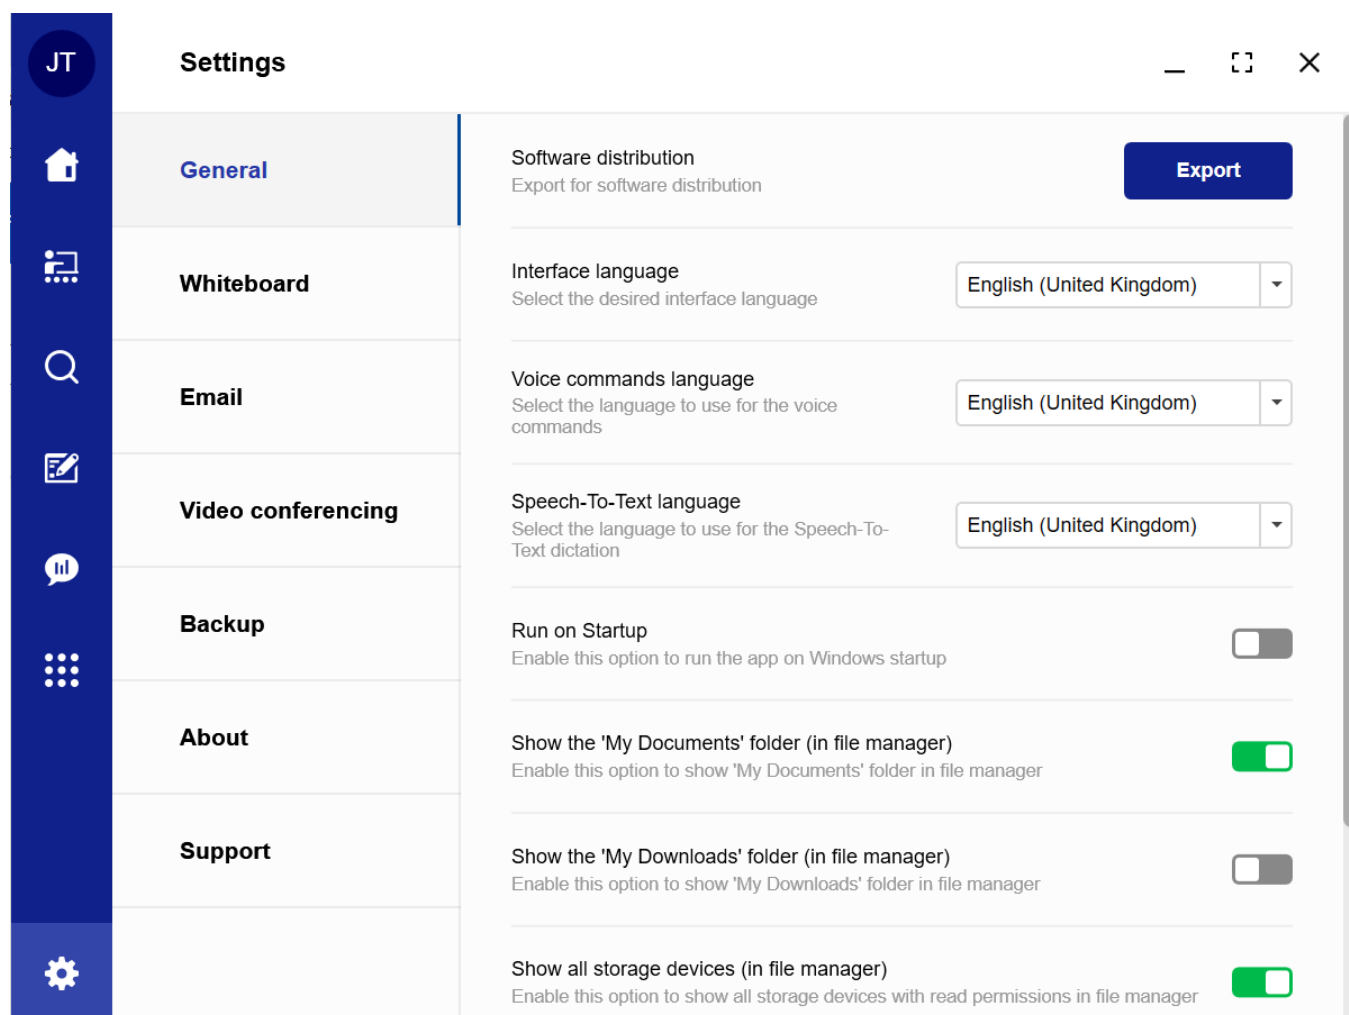 JT
Settings
General
Whiteboard
Email
Video conferencing
Backup
About
Support
Software distribution
Export for software distribution
Export
Interface language
Select the desired interface language
English (United Kingdom)
Voice commands language
Select the language to use for the voice
commands
English (United Kingdom)
Speech-To-Text language
Select the language to use for the Speech-To-
Text dictation
English (United Kingdom)
Run on Startup
Enable this option to run the app on Windows startup
Show the 'My Documents' folder (in file manager)
Enable this option to show 'My Documents' folder in file manager
Show the 'My Downloads' folder (in file manager)
Enable this option to show 'My Downloads' folder in file manager
Show all storage devices (in file manager)
Enable this option to show all storage devices with read permissions in file manager